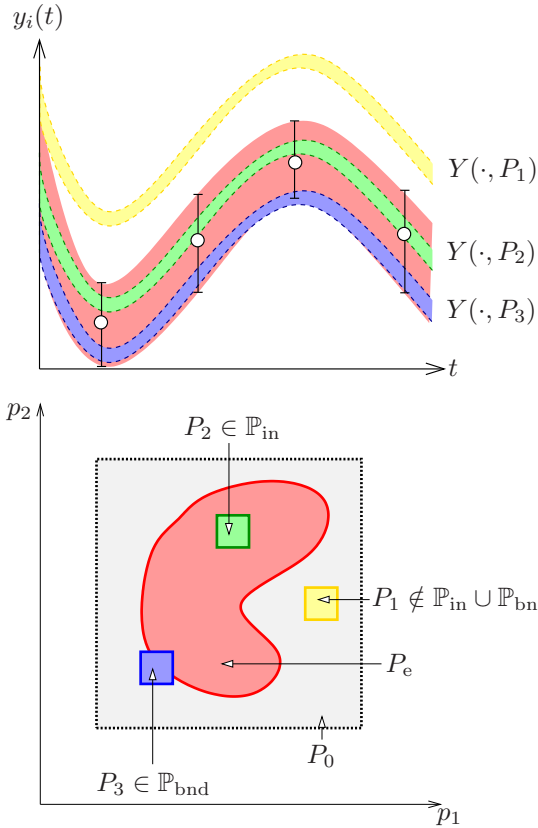 y_i(t)
Y(·, P_1)
Y(·, P_2)
Y(·, P_3)
t
p_2
P_2 ∈ ℙ_in
P_1 ∉ ℙ_in ∪ ℙ_bn
P_e
P_0
P_3 ∈ ℙ_bnd
p_1